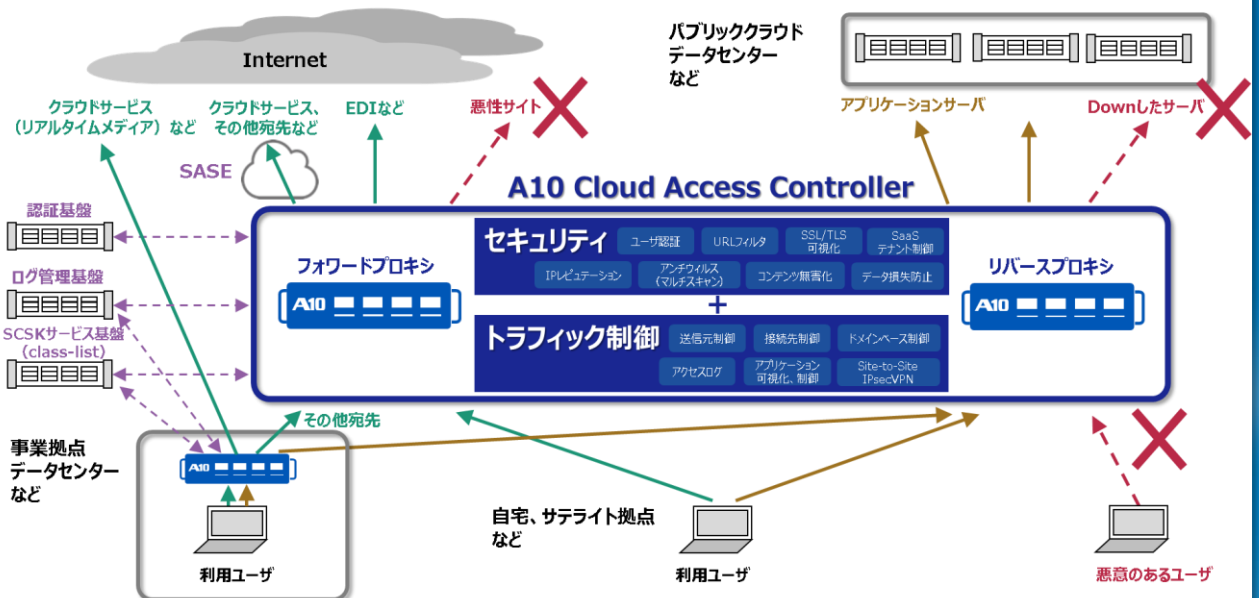 Internet
パブリッククラウド
データセンター
など
クラウドサービス
（リアルタイムメディア）など
クラウドサービス、
その他宛先など
EDIなど
悪性サイト
アプリケーションサーバ
Downしたサーバ
SASE
A10 Cloud Access Controller
認証基盤
ログ管理基盤
SCSKサービス基盤
（class-list）
フォワードプロキシ
A10
セキュリティ
ユーザ認証
URLフィルタ
SSL/TLS
可視化
SaaS
テナント制御
IPレピュテーション
アンチウィルス
(マルチスキャン)
コンテンツ無害化
データ損失防止
+
トラフィック制御
送信元制御
接続先制御
ドメインベース制御
アクセスログ
アプリケーション
可視化、制御
Site-to-Site
IPsecVPN
リバースプロキシ
A10
その他宛先
事業拠点
データセンター
など
A10
利用ユーザ
自宅、サテライト拠点
など
利用ユーザ
悪意のあるユーザ